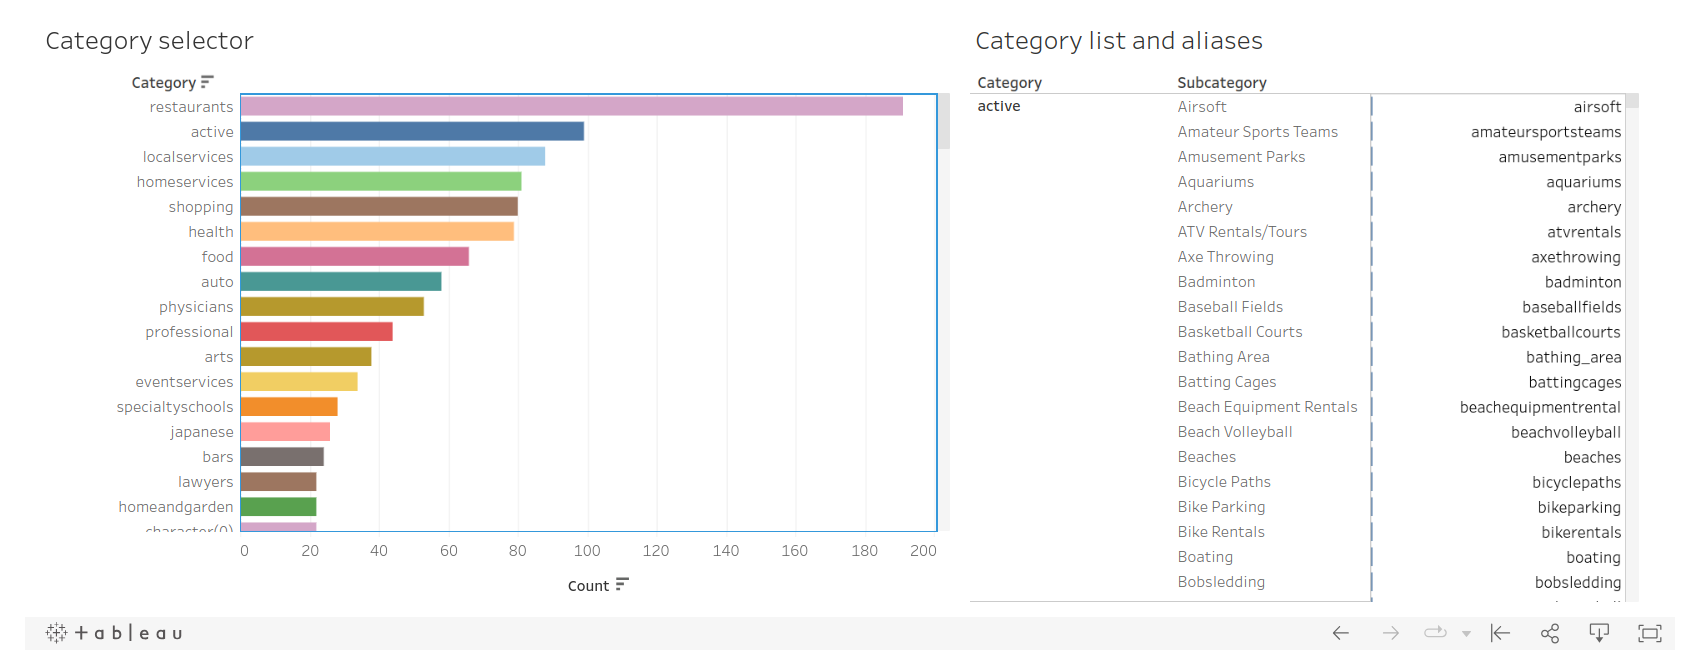 Category selector
Category
restaurants
active
localservices
homeservices
shopping
health
food
auto
physicians
professional
arts
eventservices
specialtyschools
japanese
bars
lawyers
homeandgarden
character(0)
0 20 40 60 80 100 120 140 160 180 200
Count
Category list and aliases
Category Subcategory
active Airsoft airsoft
Amateur Sports Teams amateursportsteams
Amusement Parks amusementparks
Aquariums aquariums
Archery archery
ATV Rentals/Tours atvrentals
Axe Throwing axethrowing
Badminton badminton
Baseball Fields baseballfields
Basketball Courts basketballcourts
Bathing Area bathing_area
Batting Cages battingcages
Beach Equipment Rentals beachequipmentrental
Beach Volleyball beachvolleyball
Beaches beaches
Bicycle Paths bicyclepaths
Bike Parking bikeparking
Bike Rentals bikerentals
Boating boating
Bobsledding bobsledding
+ableau